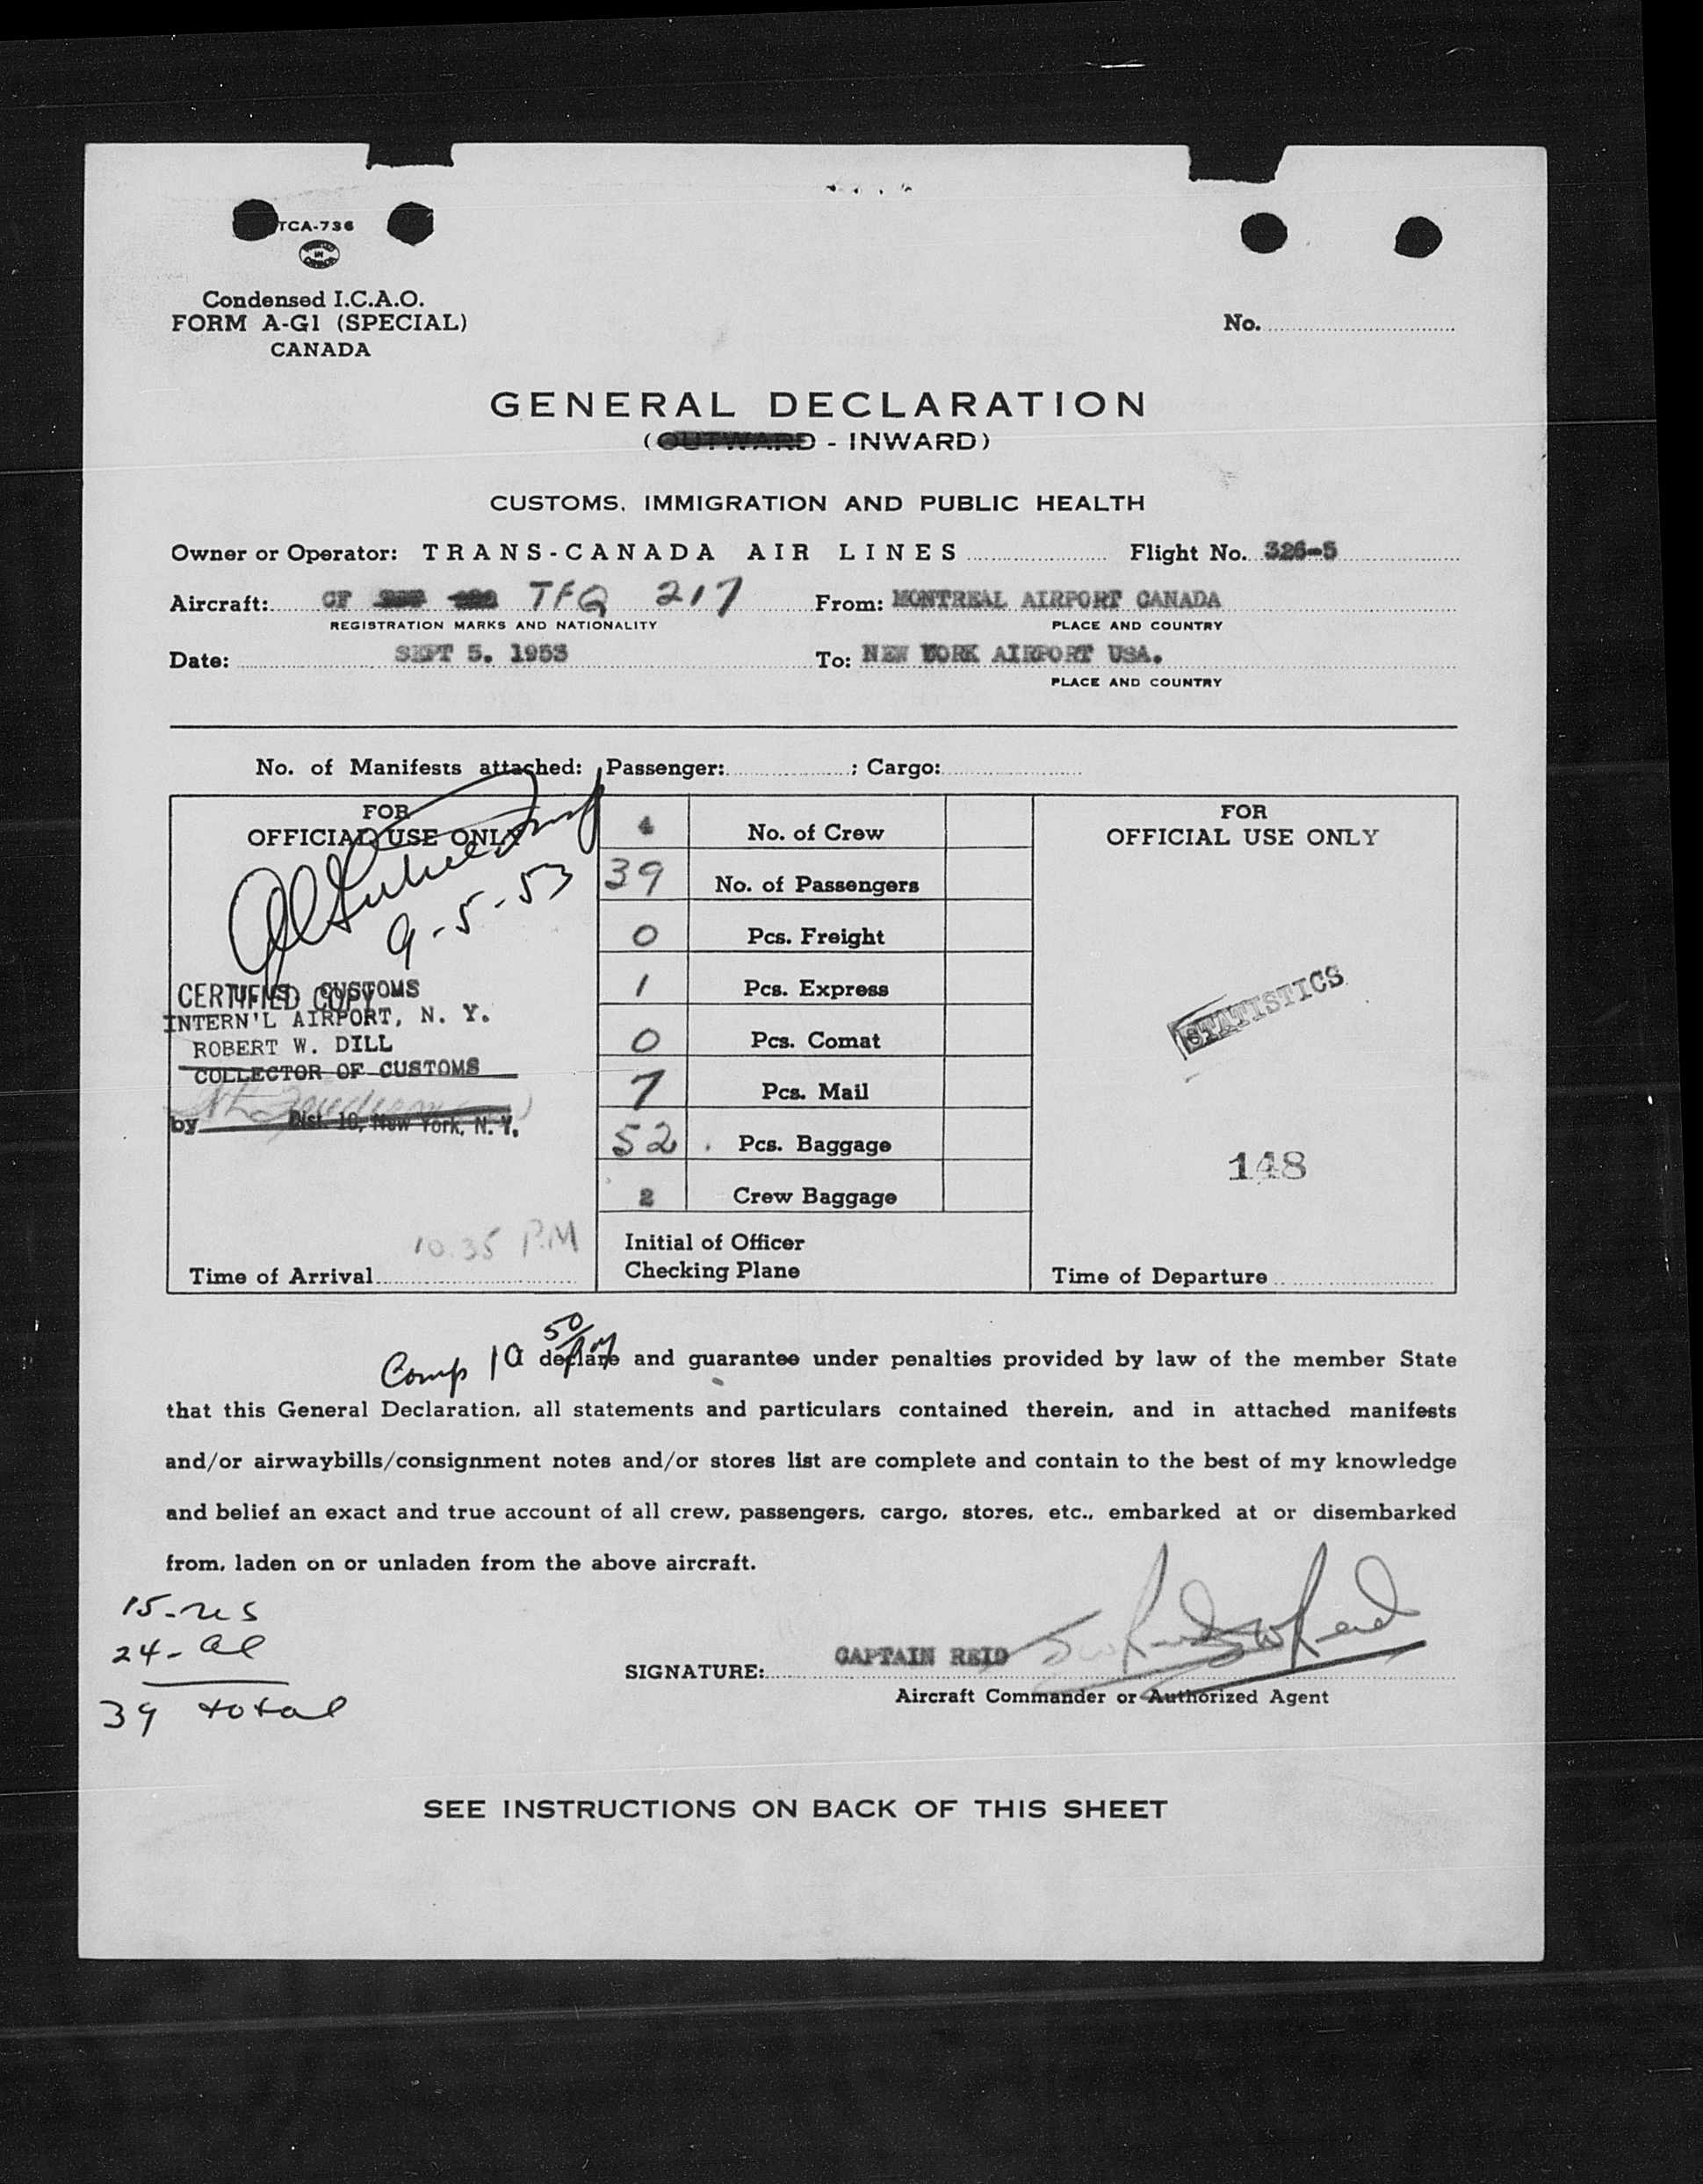 TCA-736
Condensed I.C.A.O.
FORM A-G1 (SPECIAL)
CANADA
No.
GENERAL DECLARATION
(OUTWARD - INWARD)
CUSTOMS, IMMIGRATION AND PUBLIC HEALTH
Owner or Operator: TRANS-CANADA AIR LINES Flight No. 326-5
Aircraft: CF TFQ 217 From: MONTREAL AIRPORT CANADA
REGISTRATION MARKS AND NATIONALITY PLACE AND COUNTRY
Date: SEPT 5. 1953 To: NEW YORK AIRPORT USA.
PLACE AND COUNTRY
No. of Manifests attached: Passenger: ; Cargo:
FOR
OFFICIAL USE ONLY
9-5-53
CERTIFIED COPY
CUSTOMS
INTERN'L AIRPORT, N. Y.
ROBERT W. DILL
COLLECTOR OF CUSTOMS
by Dist. 10, New York, N. Y.
10.35 P.M
Time of Arrival
4 No. of Crew
39 No. of Passengers
0 Pcs. Freight
1 Pcs. Express
0 Pcs. Comat
7 Pcs. Mail
52 Pcs. Baggage
2 Crew Baggage
Initial of Officer
Checking Plane
FOR
OFFICIAL USE ONLY
STATISTICS
148
Time of Departure
50
Comp 10 declare and guarantee under penalties provided by law of the member State
that this General Declaration, all statements and particulars contained therein, and in attached manifests
and/or airwaybills/consignment notes and/or stores list are complete and contain to the best of my knowledge
and belief an exact and true account of all crew, passengers, cargo, stores, etc., embarked at or disembarked
from, laden on or unladen from the above aircraft.
15-us
24-al
39 total
SIGNATURE: CAPTAIN REID
Aircraft Commander or Authorized Agent
SEE INSTRUCTIONS ON BACK OF THIS SHEET